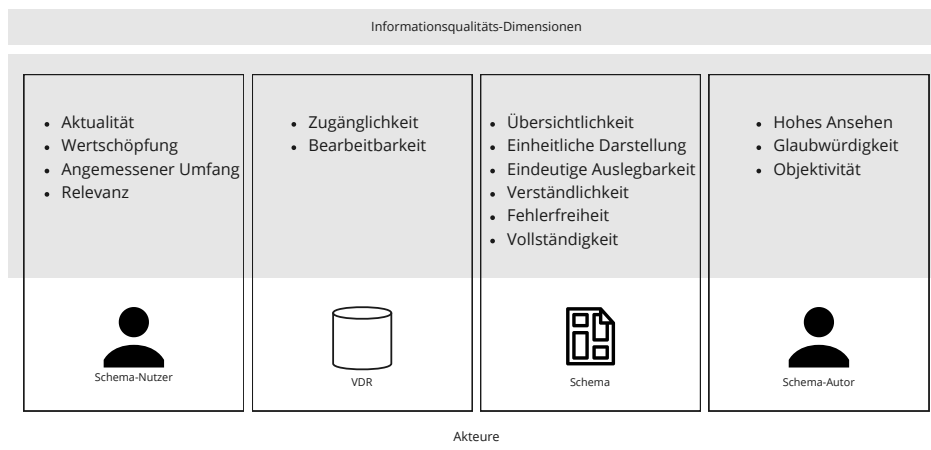 Informationsqualitäts-Dimensionen
• Aktualität
• Wertschöpfung
• Angemessener Umfang
• Relevanz
Schema-Nutzer
• Zugänglichkeit
• Bearbeitbarkeit
VDR
• Übersichtlichkeit
• Einheitliche Darstellung
• Eindeutige Auslegbarkeit
• Verständlichkeit
• Fehlerfreiheit
• Vollständigkeit
Schema
• Hohes Ansehen
• Glaubwürdigkeit
• Objektivität
Schema-Autor
Akteure